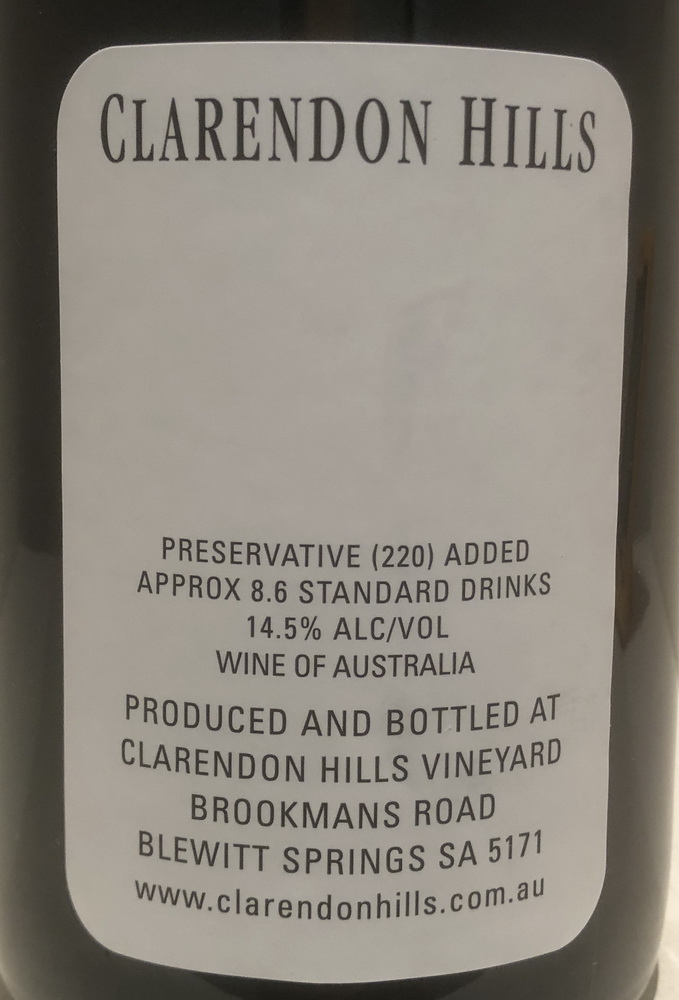 CLARENDON HILLS
PRESERVATIVE (220) ADDED
APPROX 8.6 STANDARD DRINKS
14.5% ALC/VOL
WINE OF AUSTRALIA
PRODUCED AND BOTTLED AT
CLARENDON HILLS VINEYARD
BROOKMANS ROAD
BLEWITT SPRINGS SA 5171
www.clarendonhills.com.au